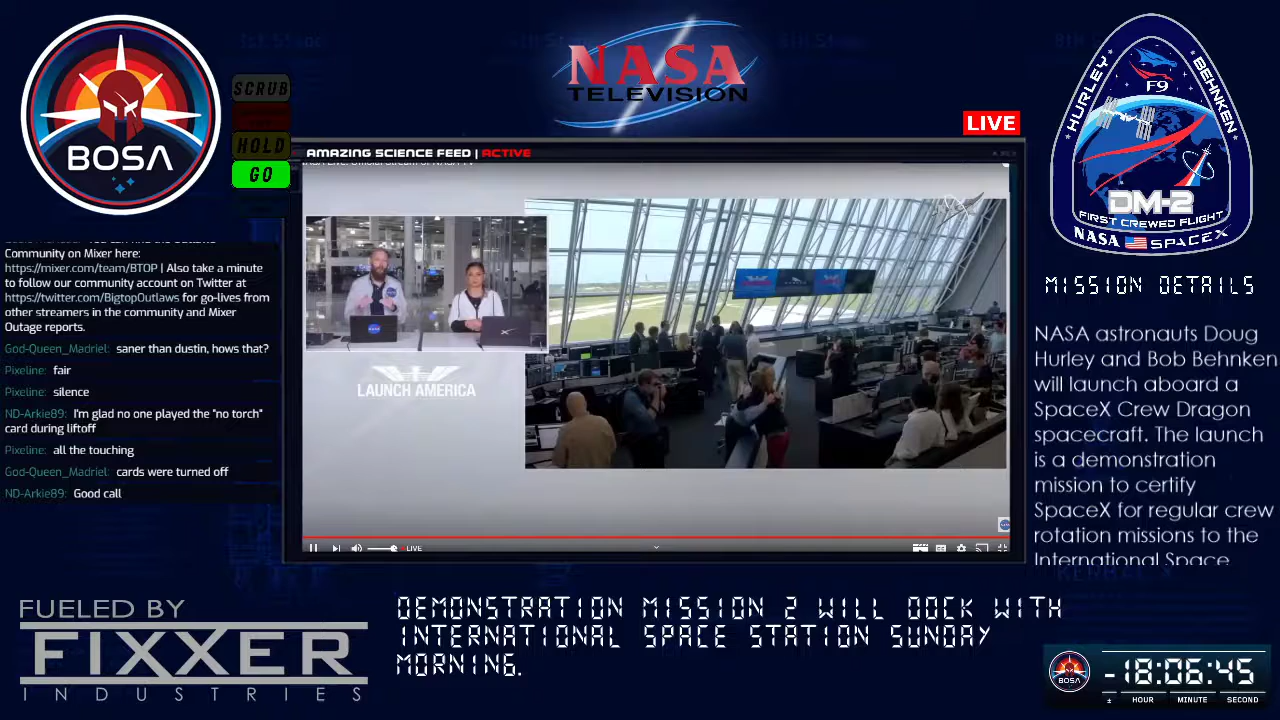 BOSA
SCRUB
HOLD
GO
NASA
TELEVISION
LIVE
AMAZING SCIENCE FEED | ACTIVE
HURLEY
BEHNKEN
F9
DM-2
FIRST CREWED FLIGHT
NASA SPACEX
Community on Mixer here:
https://mixer.com/team/BTOP | Also take a minute
to follow our community account on Twitter at
https://twitter.com/BigtopOutlaws for go-lives from
other streamers in the community and Mixer
Outage reports.
God-Queen_Madriel: saner than dustin, hows that?
Pixeline: fair
Pixeline: silence
ND-Arkie89: I'm glad no one played the "no torch"
card during liftoff
Pixeline: all the touching
God-Queen_Madriel: cards were turned off
ND-Arkie89: Good call
LAUNCH AMERICA
LIVE
MISSION DETAILS
NASA astronauts Doug
Hurley and Bob Behnken
will launch aboard a
SpaceX Crew Dragon
spacecraft. The launch
is a demonstration
mission to certify
SpaceX for regular crew
rotation missions to the
International Space
FUELED BY
FIXXER
INDUSTRIES
DEMONSTRATION MISSION 2 WILL DOCK WITH
INTERNATIONAL SPACE STATION SUNDAY
MORNING.
BOSA
-18:06:45
± HOUR MINUTE SECOND